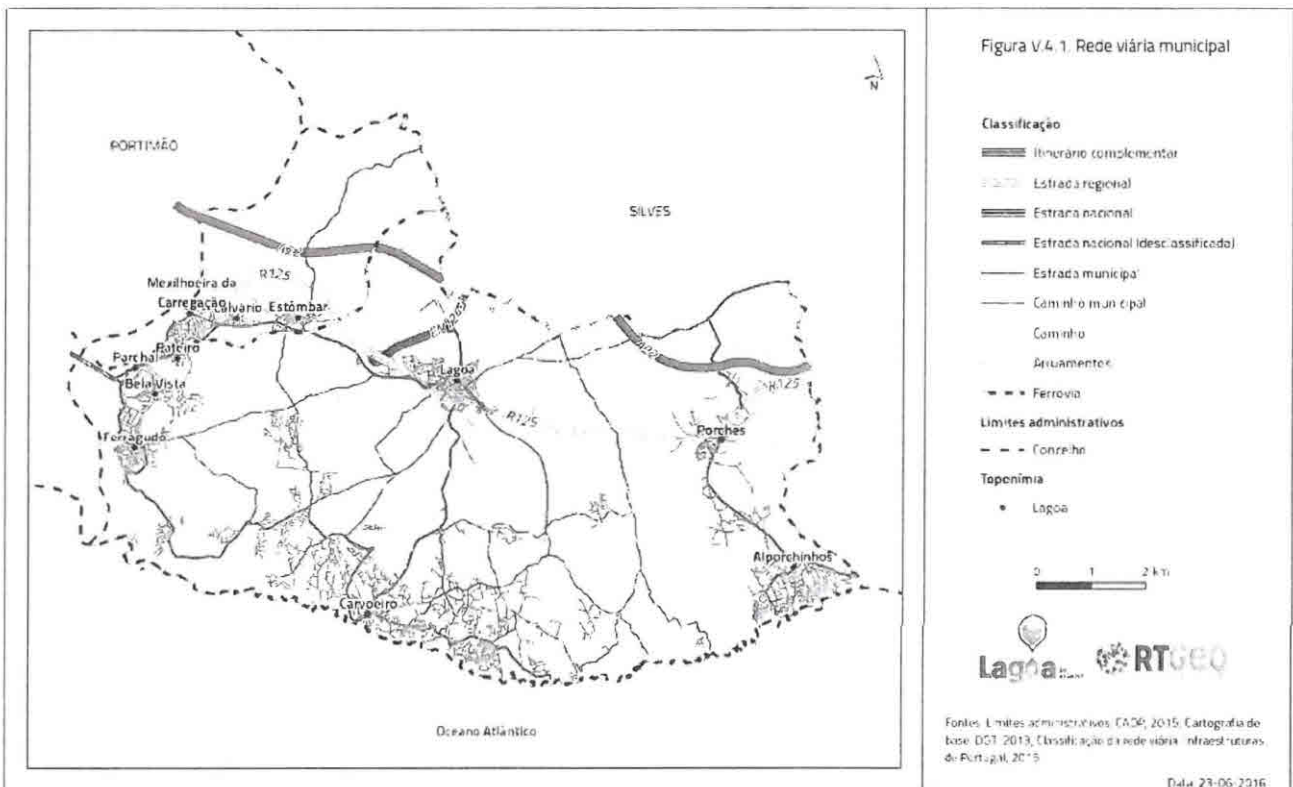 PORTIMÃO
SILVES
N
R125
Mexilhoeira da
Carregação
Calvário
Estômbar
Pateiro
Parchal
Bela Vista
Ferragudo
Lagoa
R125
R125
Porches
Alporchinhos
Carvoeiro
Oceano Atlântico
Figura V.4.1. Rede viária municipal
Classificação
Itinerário complementar
Estrada regional
Estrada nacional
Estrada nacional (desclassificada)
Estrada municipal
Caminho municipal
Caminho
Arruamentos
Ferrovia
Limites administrativos
Concelho
Toponímia
Lagoa
0 1 2 km
Lagoa
RTGEO
Fontes: Limites administrativos, CAOP, 2015; Cartografia de
base, DGT, 2013; Classificação da rede viária, Infraestruturas
de Portugal, 2015
Data: 23-06-2016